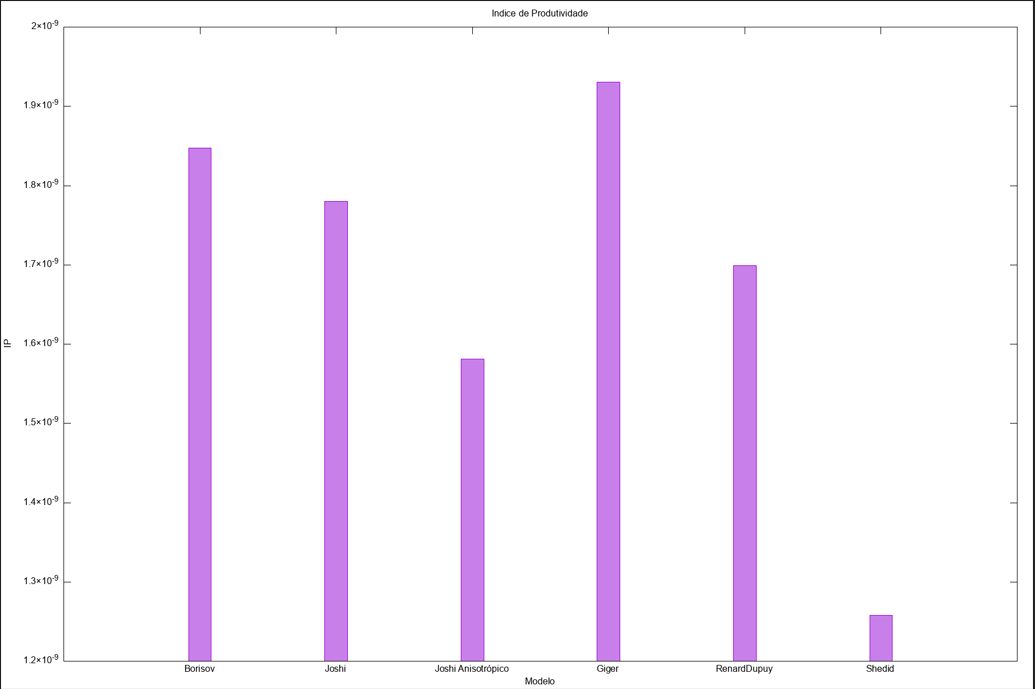 Indice de Produtividade
2×10⁻⁹
1.9×10⁻⁹
1.8×10⁻⁹
1.7×10⁻⁹
1.6×10⁻⁹
1.5×10⁻⁹
1.4×10⁻⁹
1.3×10⁻⁹
1.2×10⁻⁹
IP
Borisov Joshi Joshi Anisotrópico Giger RenardDupuy Shedid
Modelo